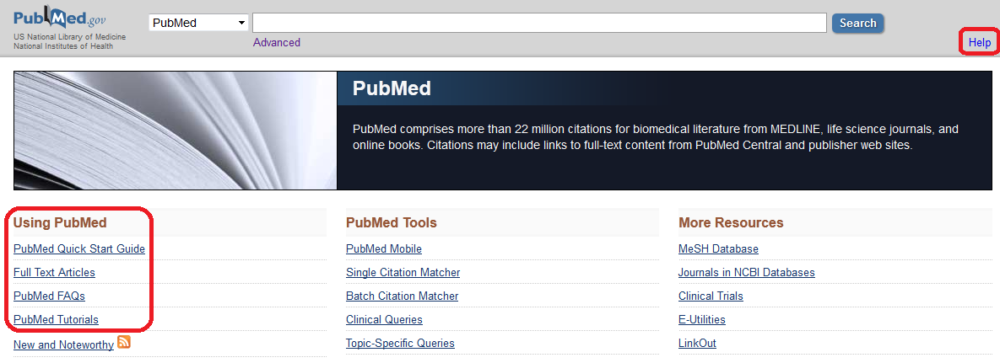 PubMed.gov
US National Library of Medicine
National Institutes of Health
PubMed
Search
Advanced
Help
PubMed
PubMed comprises more than 22 million citations for biomedical literature from MEDLINE, life science journals, and
online books. Citations may include links to full-text content from PubMed Central and publisher web sites.
Using PubMed
PubMed Quick Start Guide
Full Text Articles
PubMed FAQs
PubMed Tutorials
New and Noteworthy
PubMed Tools
PubMed Mobile
Single Citation Matcher
Batch Citation Matcher
Clinical Queries
Topic-Specific Queries
More Resources
MeSH Database
Journals in NCBI Databases
Clinical Trials
E-Utilities
LinkOut